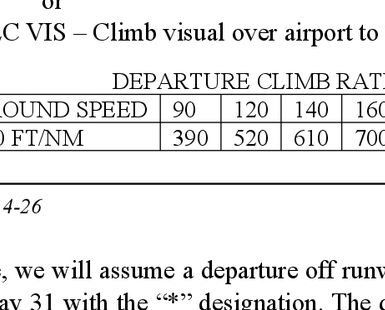 or
C VIS – Climb visual over airport to
DEPARTURE CLIMB RAT
OUND SPEED 90 120 140 160
0 FT/NM 390 520 610 700
4-26
, we will assume a departure off runw
ay 31 with the “*” designation. The